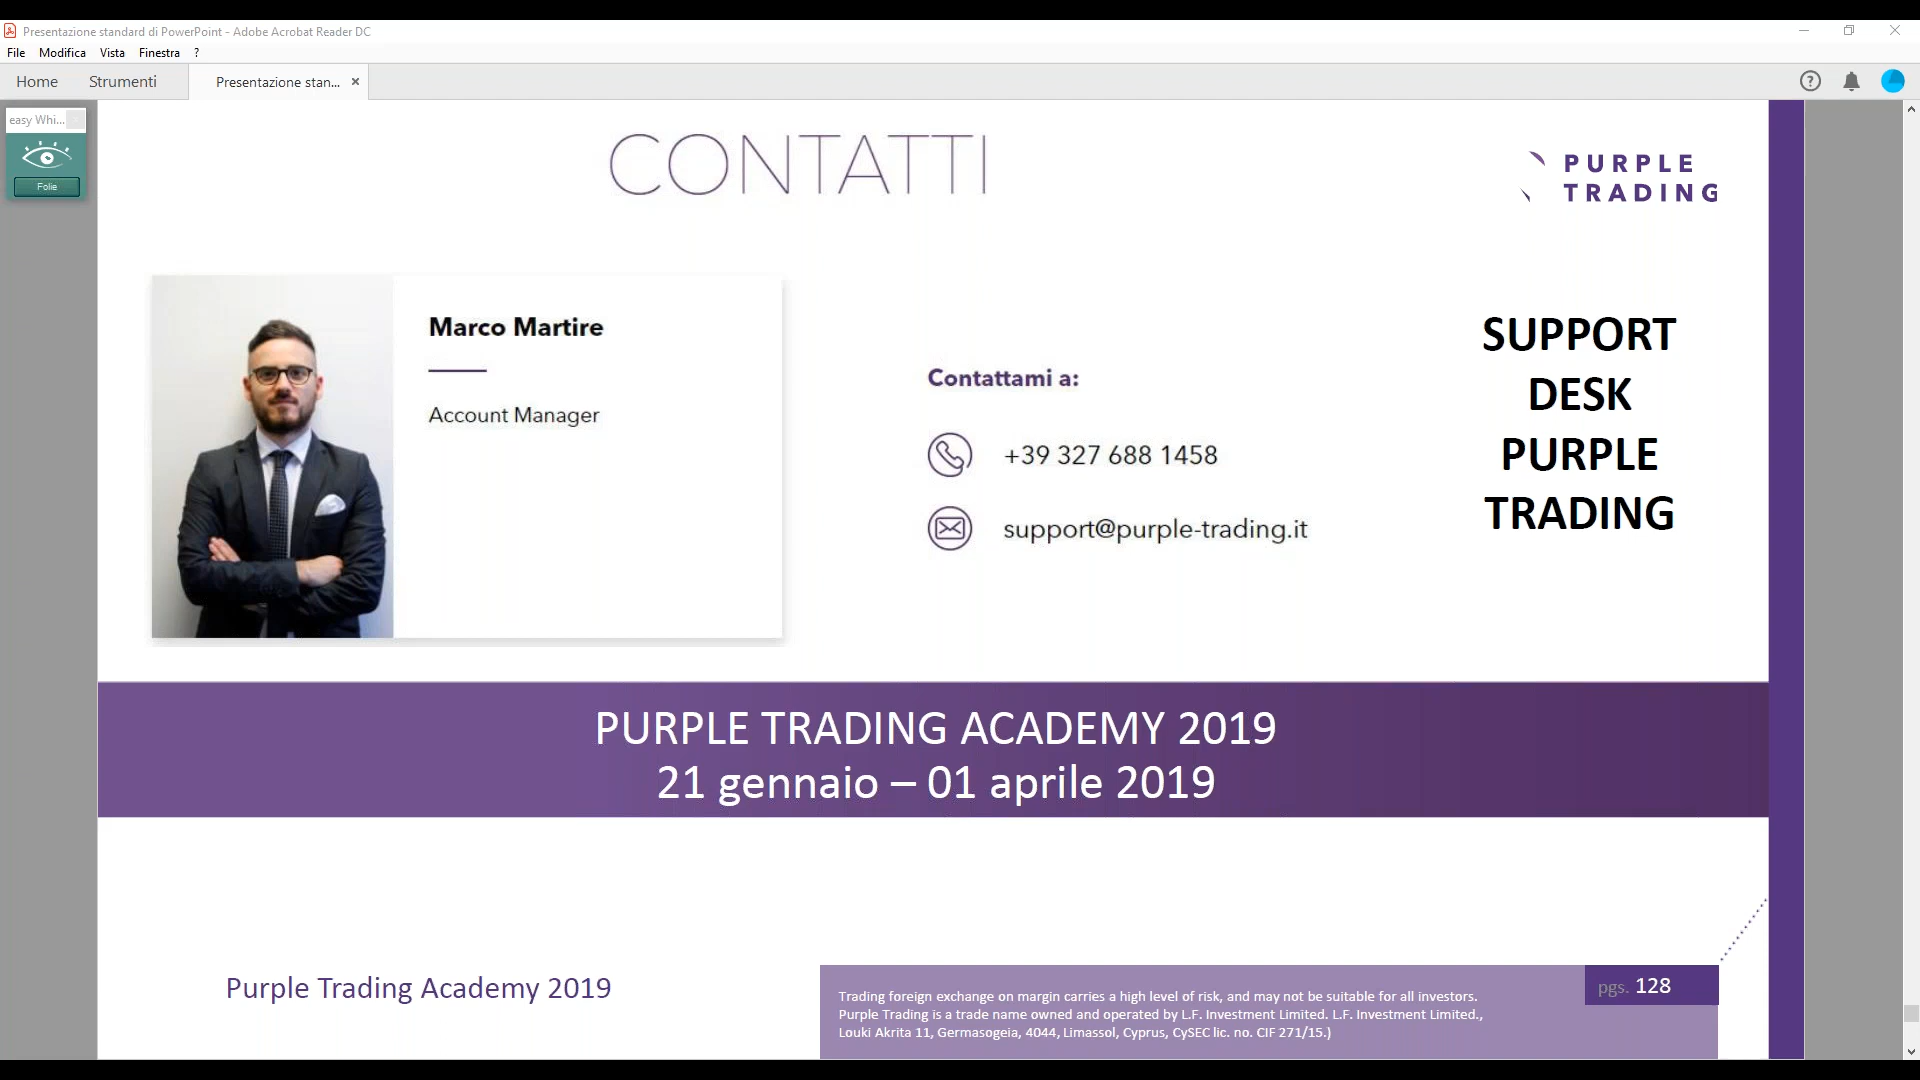 Presentazione standard di PowerPoint - Adobe Acrobat Reader DC
File Modifica Vista Finestra ?
Home Strumenti Presentazione stan... ×
easy Whi...
Folie
CONTATTI
PURPLE
TRADING
Marco Martire
Account Manager
Contattami a:
+39 327 688 1458
support@purple-trading.it
SUPPORT
DESK
PURPLE
TRADING
PURPLE TRADING ACADEMY 2019
21 gennaio – 01 aprile 2019
Purple Trading Academy 2019
pgs. 128
Trading foreign exchange on margin carries a high level of risk, and may not be suitable for all investors.
Purple Trading is a trade name owned and operated by L.F. Investment Limited. L.F. Investment Limited.,
Louki Akrita 11, Germasogeia, 4044, Limassol, Cyprus, CySEC lic. no. CIF 271/15.)